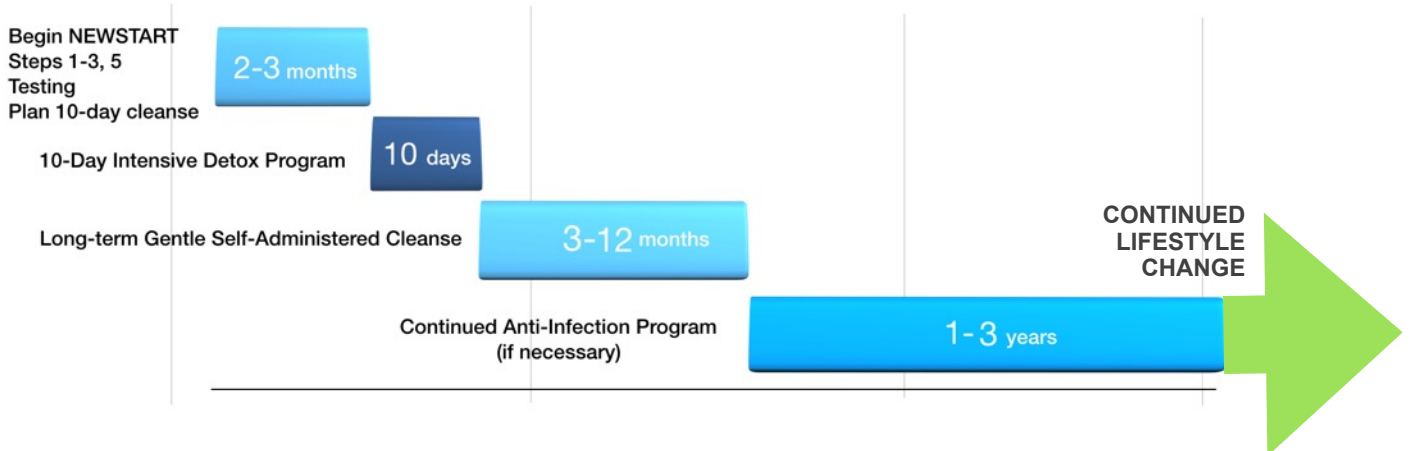 Begin NEWSTART
Steps 1-3, 5
Testing
Plan 10-day cleanse
2-3 months
10-Day Intensive Detox Program
10 days
Long-term Gentle Self-Administered Cleanse
3-12 months
CONTINUED
LIFESTYLE
CHANGE
Continued Anti-Infection Program
(if necessary)
1-3 years